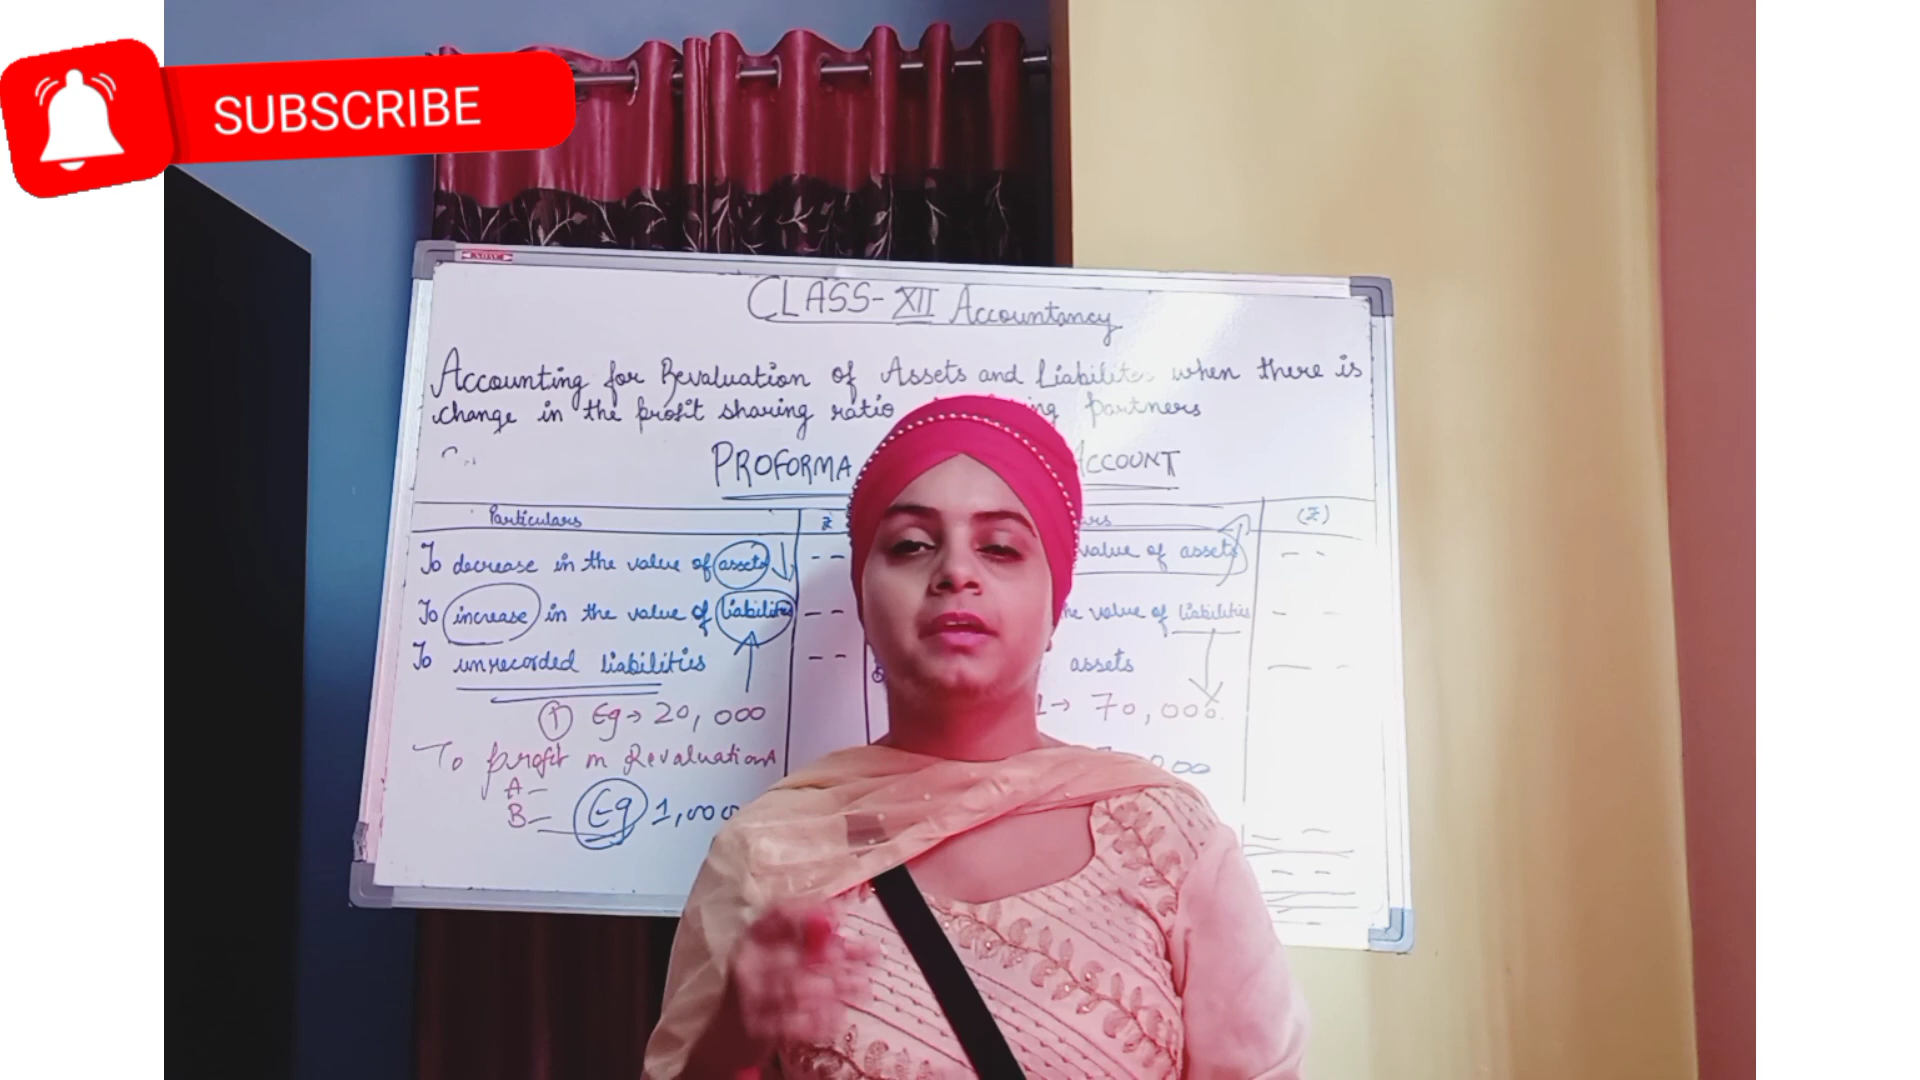 SUBSCRIBE
CLASS-XII Accountancy
Accounting for Revaluation of Assets and Liabilites when there is
change in the profit sharing ratio partners
PROFORMA ACCOUNT
Particulars ₹ (₹)
To decrease in the value of assets -- value of assets --
To increase in the value of liabilities -- value of liabilities --
To unrecorded liabilities -- assets --
① Eg→ 20,000 70,000
To profit on Revaluation
A-
B- Eg 1,000